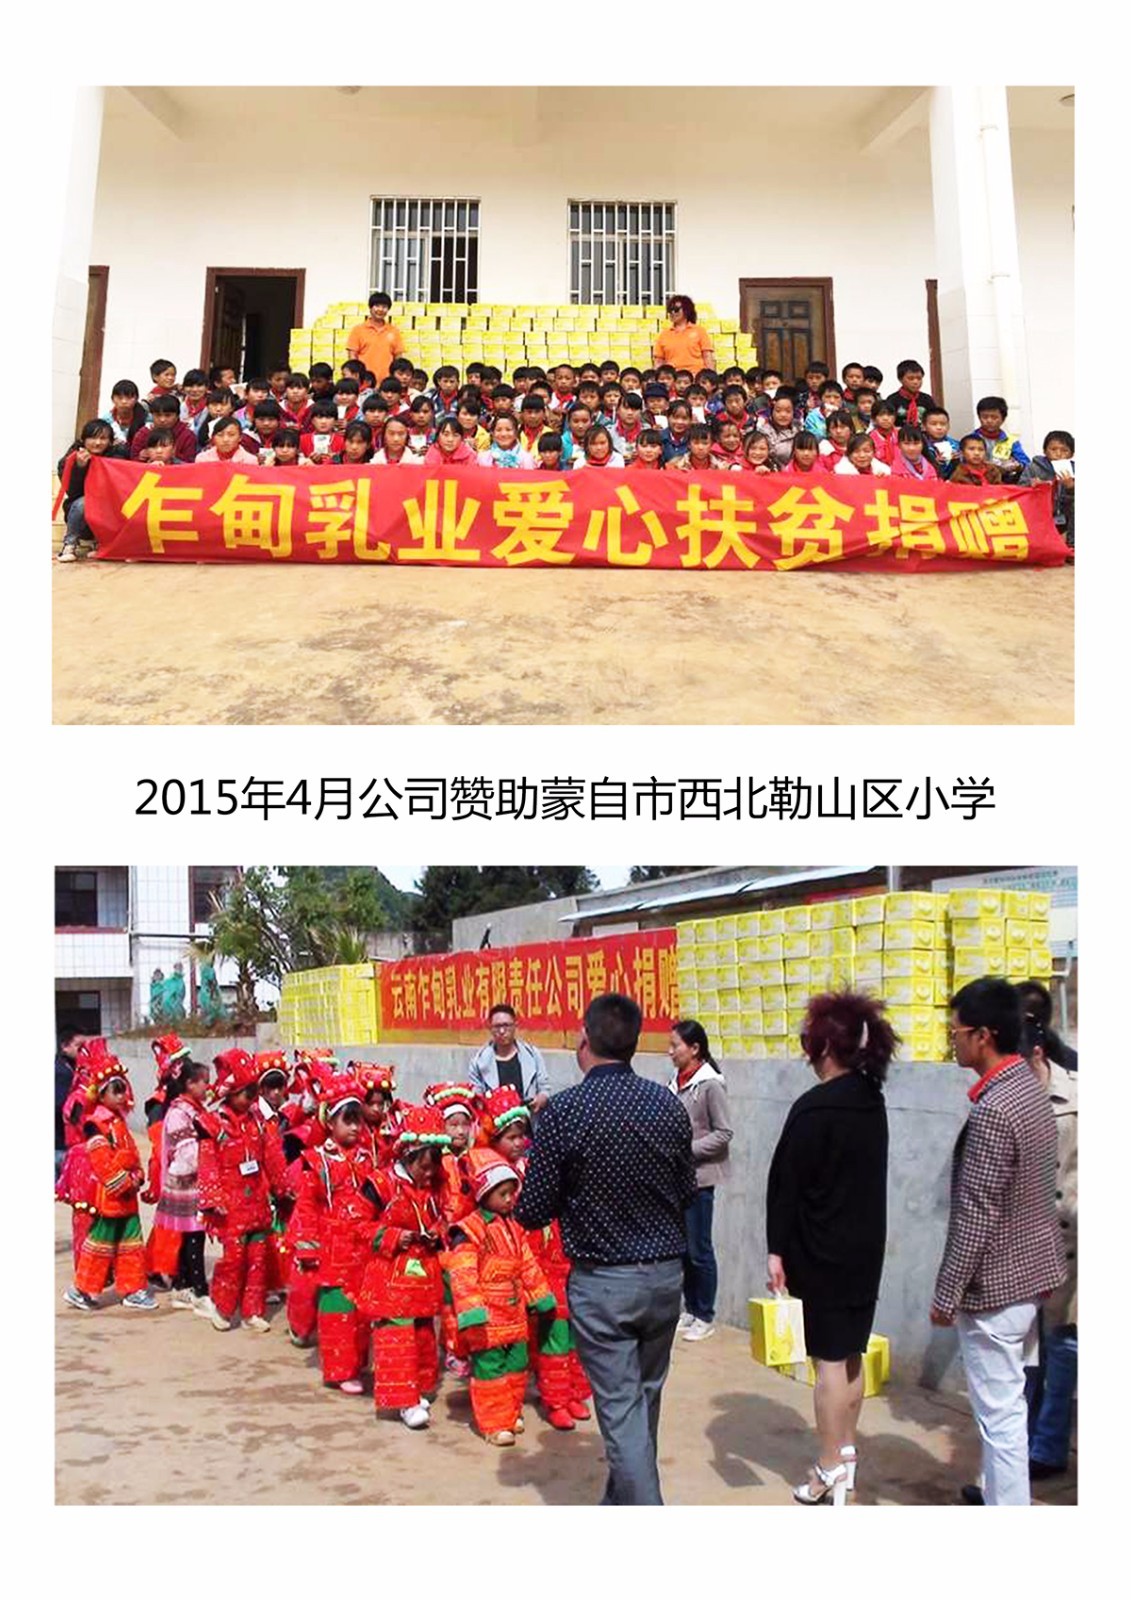 乍甸乳业爱心扶贫捐赠
2015年4月公司赞助蒙自市西北勒山区小学
云南乍甸乳业有限责任公司爱心捐赠